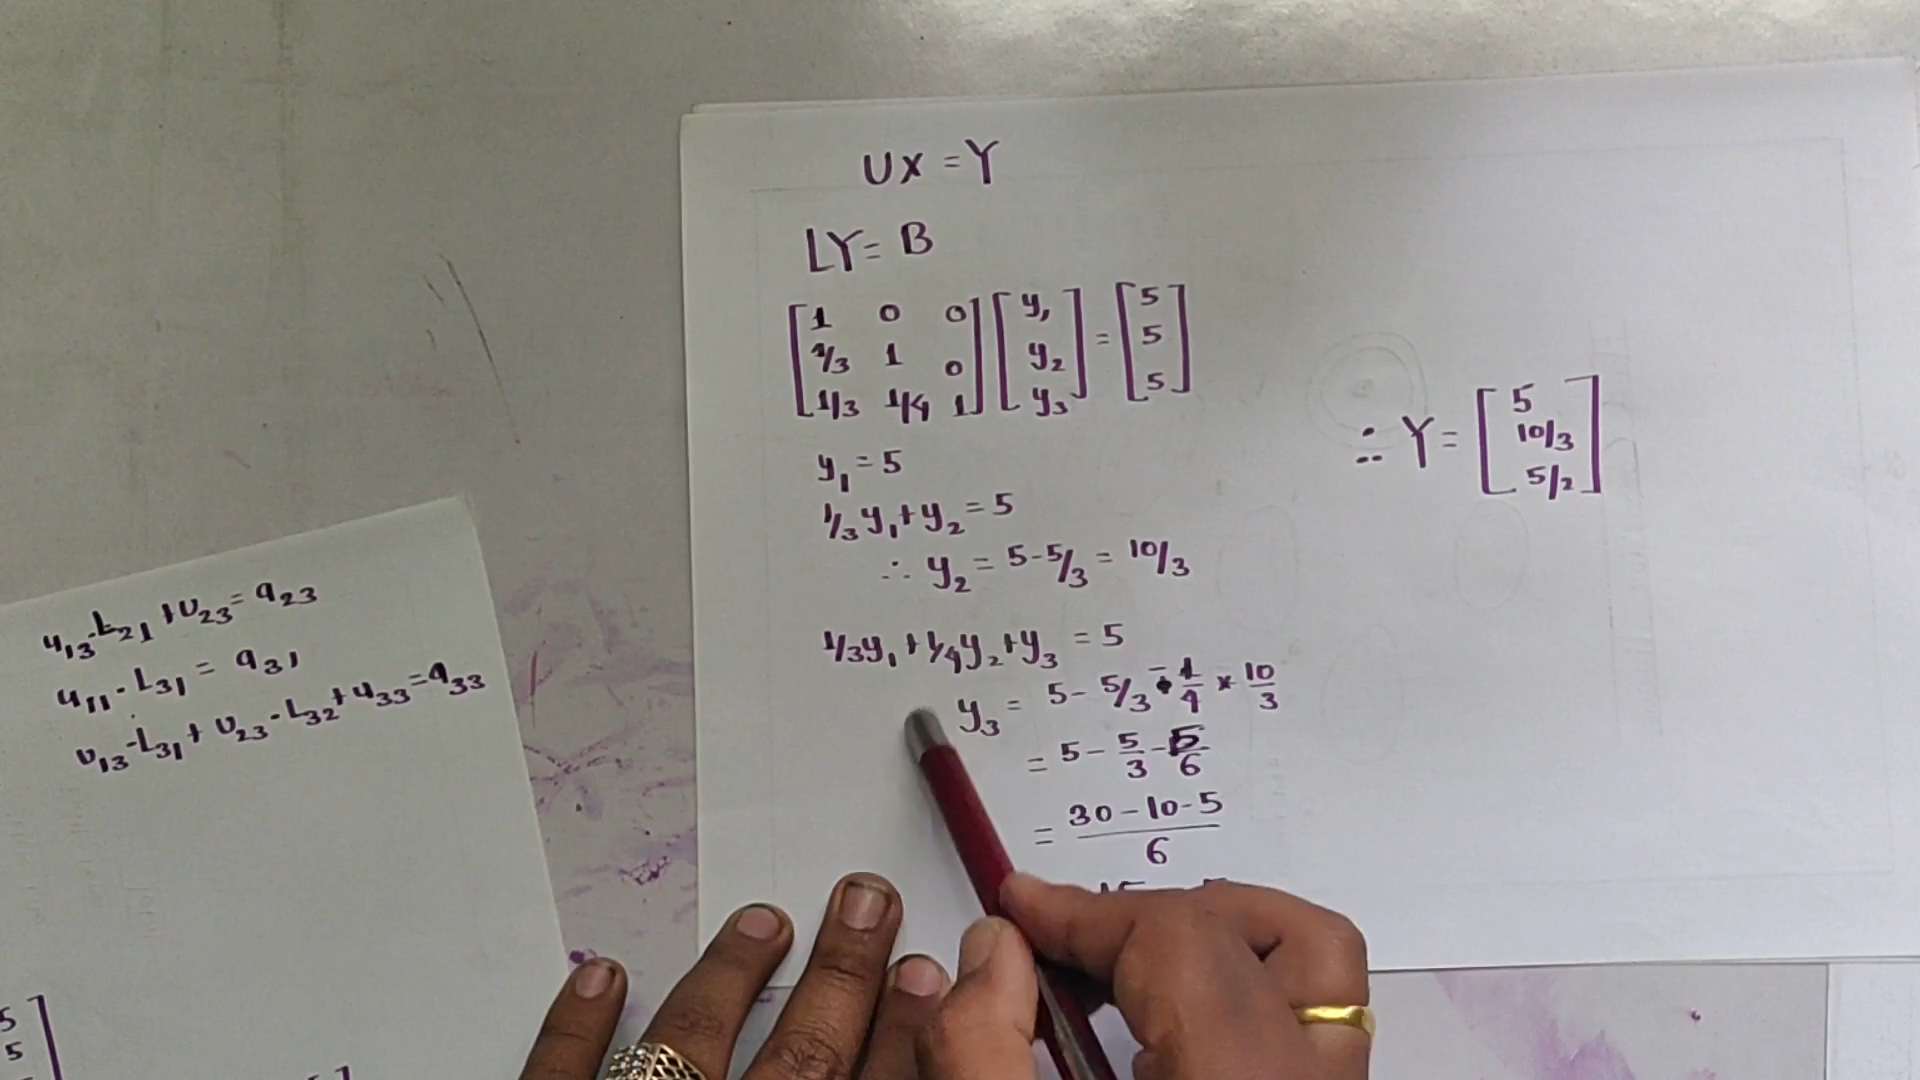 UX = Y
LY = B
[1 0 0; 1/3 1 0; 1/3 1/4 1] [y₁; y₂; y₃] = [5; 5; 5]
y₁ = 5
1/3 y₁ + y₂ = 5
∴ y₂ = 5 - 5/3 = 10/3
1/3 y₁ + 1/4 y₂ + y₃ = 5
y₃ = 5 - 5/3 - 1/4 × 10/3
= 5 - 5/3 - 5/6
= (30 - 10 - 5)/6
∴ Y = [5; 10/3; 5/2]
u₁₃·L₂₁ + U₂₃ = a₂₃
u₁₁·L₃₁ = a₃₁
U₁₃·L₃₁ + U₂₃·L₃₂ + u₃₃ = a₃₃
5
5